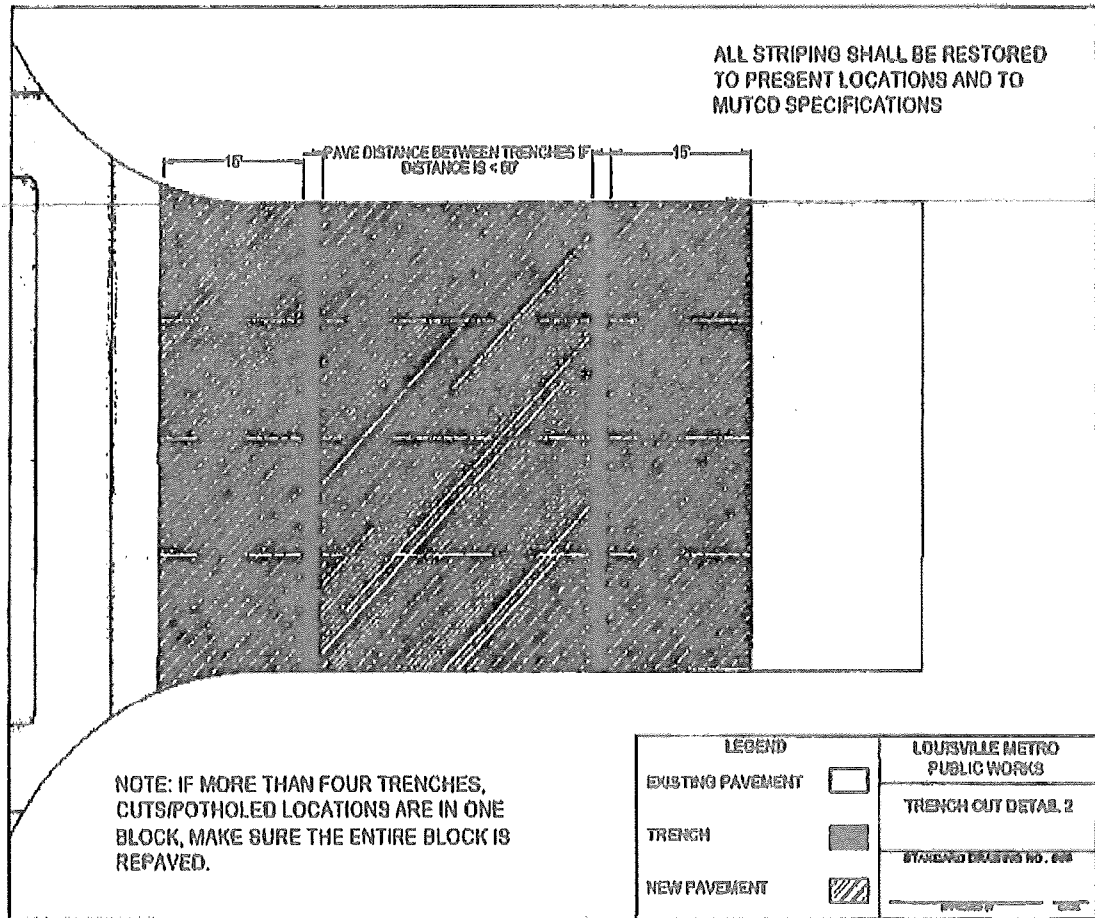 ALL STRIPING SHALL BE RESTORED
TO PRESENT LOCATIONS AND TO
MUTCD SPECIFICATIONS
15'
PAVE DISTANCE BETWEEN TRENCHES IF
DISTANCE IS < 60'
15'
NOTE: IF MORE THAN FOUR TRENCHES,
CUTS/POTHOLED LOCATIONS ARE IN ONE
BLOCK, MAKE SURE THE ENTIRE BLOCK IS
REPAVED.
LEGEND
EXISTING PAVEMENT
TRENCH
NEW PAVEMENT
LOUISVILLE METRO
PUBLIC WORKS
TRENCH CUT DETAIL 2
STANDARD DRAWING NO.